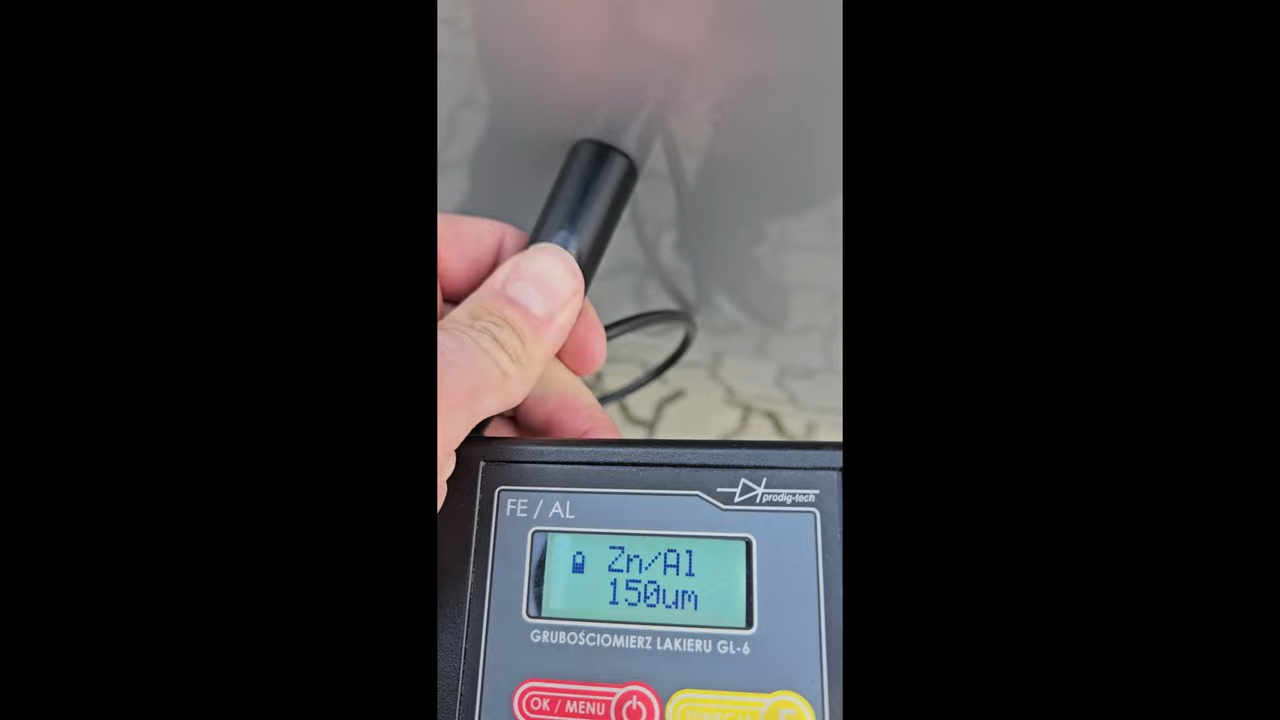 prodig-tech
FE / AL
Zn/Al
150um
GRUBOŚCIOMIERZ LAKIERU GL-6
OK / MENU